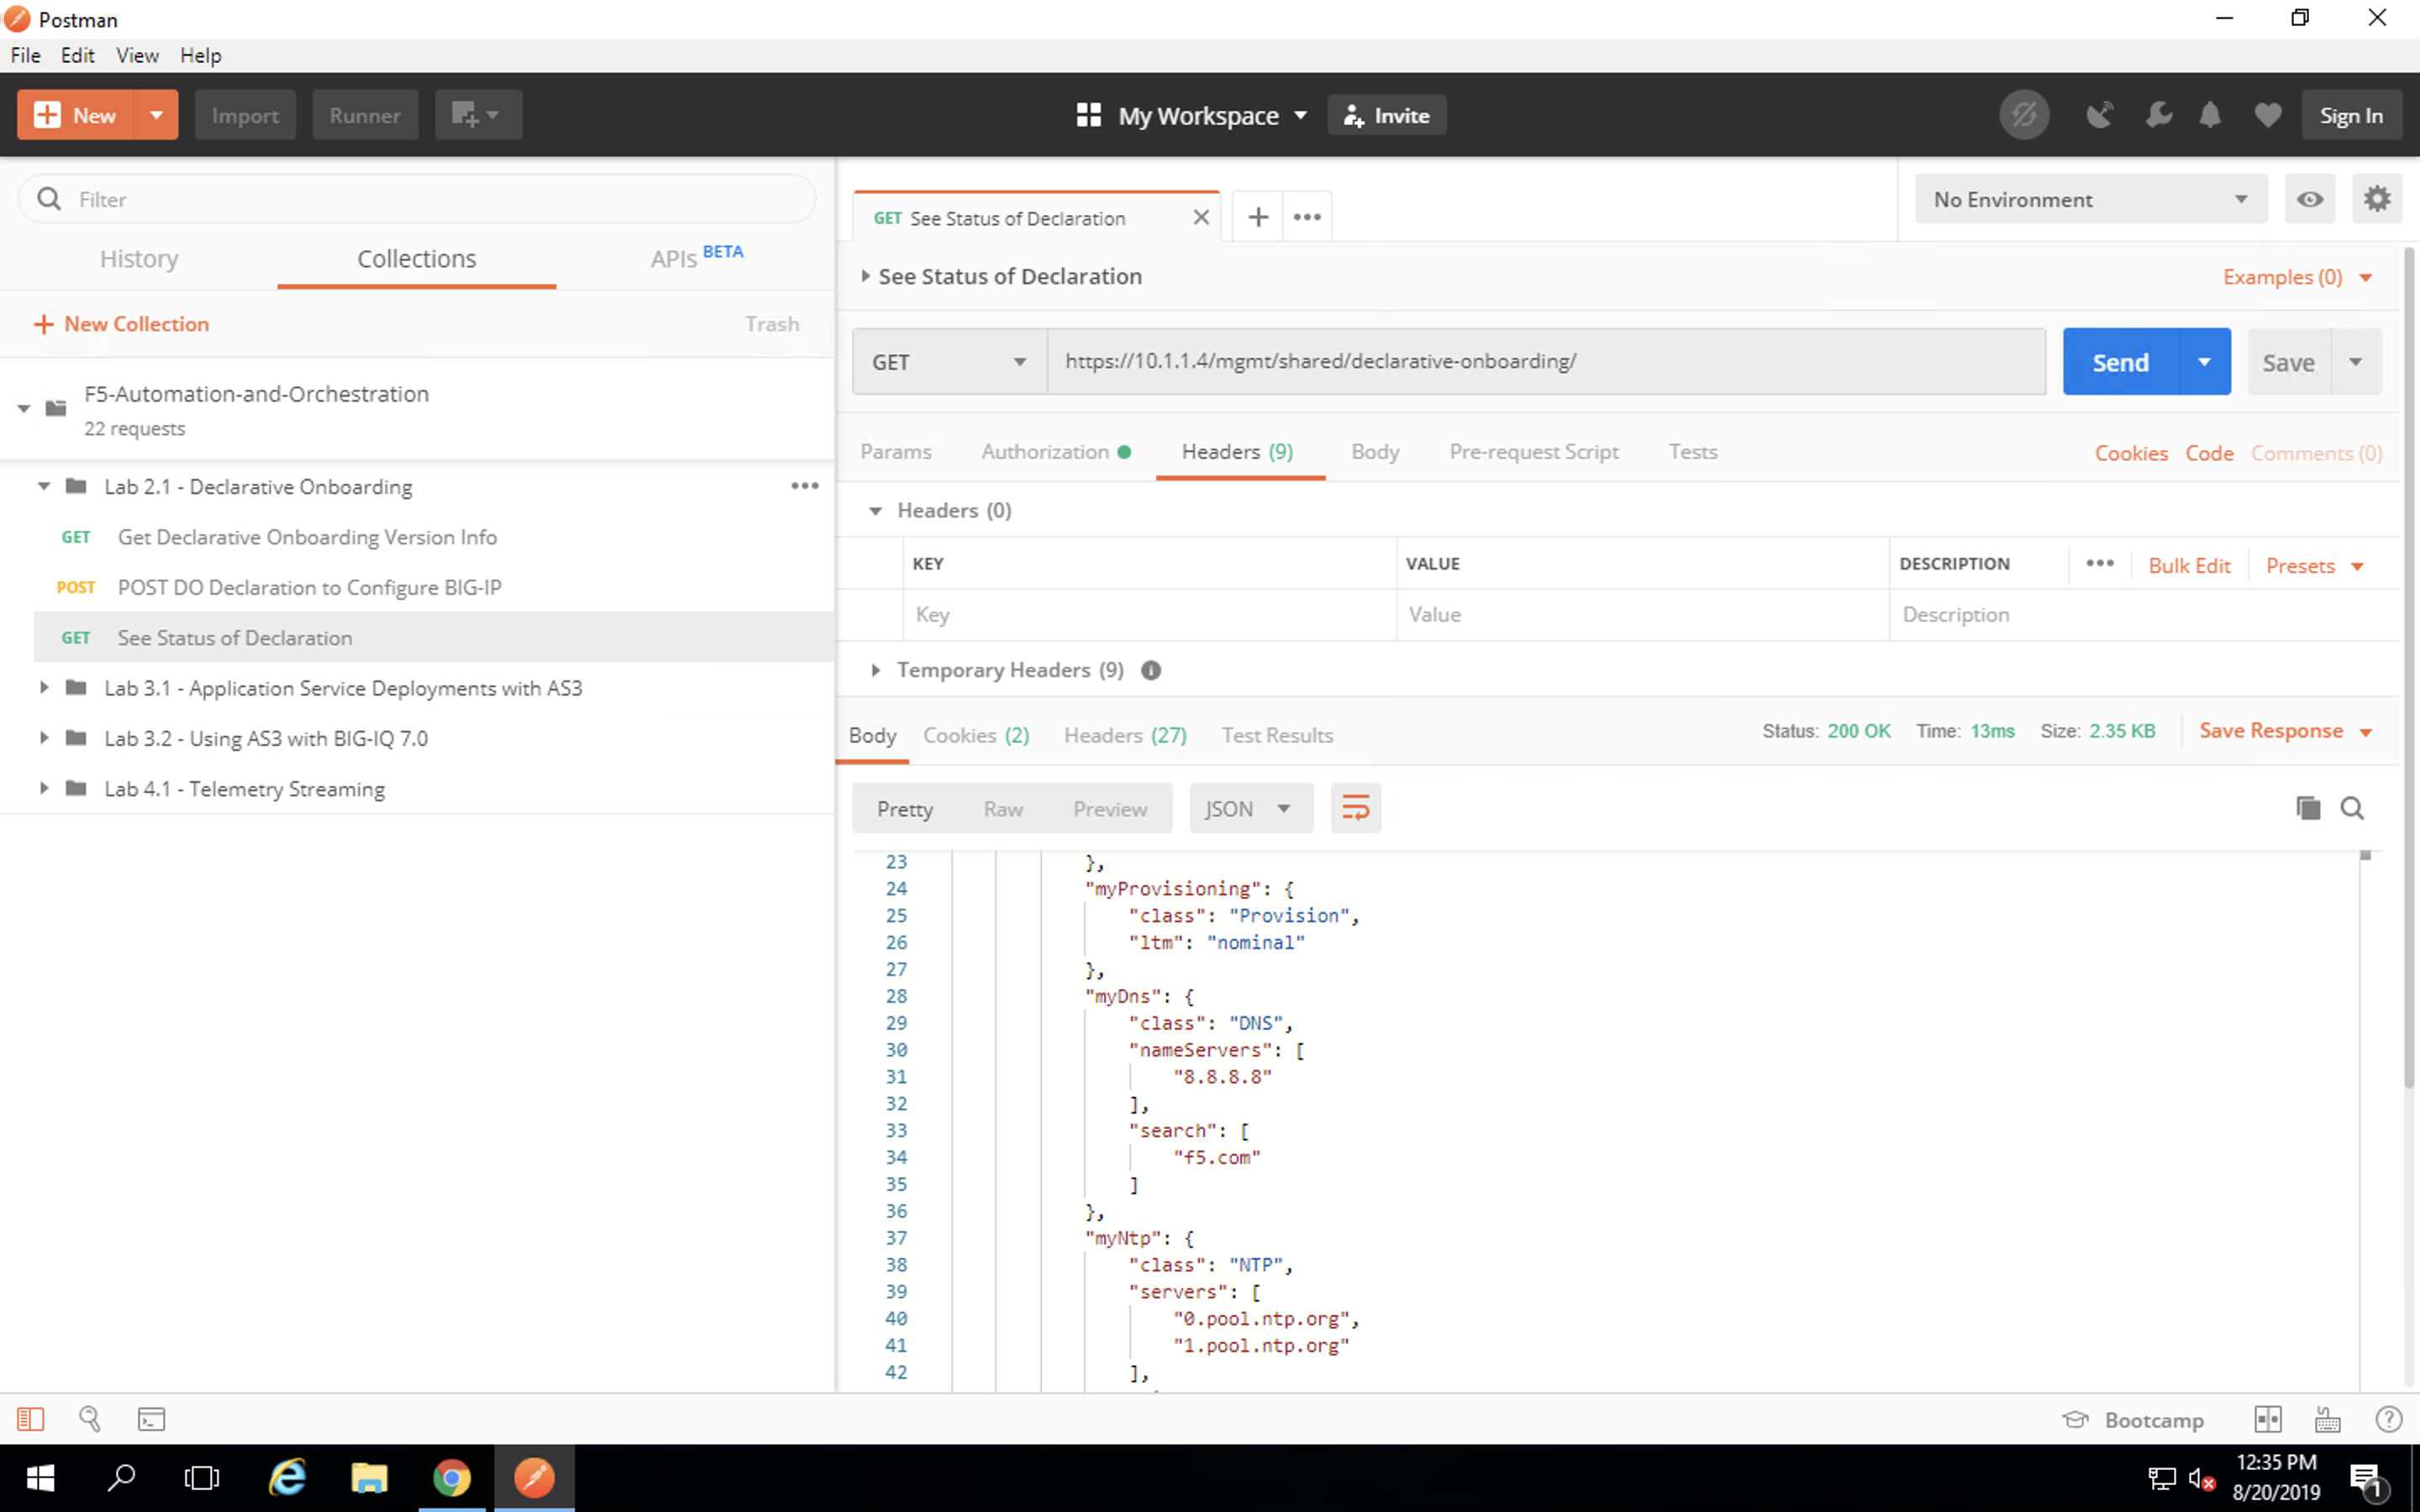 Postman
File Edit View Help
New Import Runner My Workspace Invite Sign In
Filter
History Collections APIs BETA
+ New Collection Trash
F5-Automation-and-Orchestration
22 requests
Lab 2.1 - Declarative Onboarding
GET Get Declarative Onboarding Version Info
POST POST DO Declaration to Configure BIG-IP
GET See Status of Declaration
Lab 3.1 - Application Service Deployments with AS3
Lab 3.2 - Using AS3 with BIG-IQ 7.0
Lab 4.1 - Telemetry Streaming
GET See Status of Declaration
No Environment
See Status of Declaration Examples (0)
GET https://10.1.1.4/mgmt/shared/declarative-onboarding/ Send Save
Params Authorization Headers (9) Body Pre-request Script Tests Cookies Code Comments (0)
Headers (0)
KEY VALUE DESCRIPTION Bulk Edit Presets
Key Value Description
Temporary Headers (9)
Body Cookies (2) Headers (27) Test Results Status: 200 OK Time: 13ms Size: 2.35 KB Save Response
Pretty Raw Preview JSON
23 },
24 "myProvisioning": {
25 "class": "Provision",
26 "ltm": "nominal"
27 },
28 "myDns": {
29 "class": "DNS",
30 "nameServers": [
31 "8.8.8.8"
32 ],
33 "search": [
34 "f5.com"
35 ]
36 },
37 "myNtp": {
38 "class": "NTP",
39 "servers": [
40 "0.pool.ntp.org",
41 "1.pool.ntp.org"
42 ],
Bootcamp
12:35 PM
8/20/2019
1